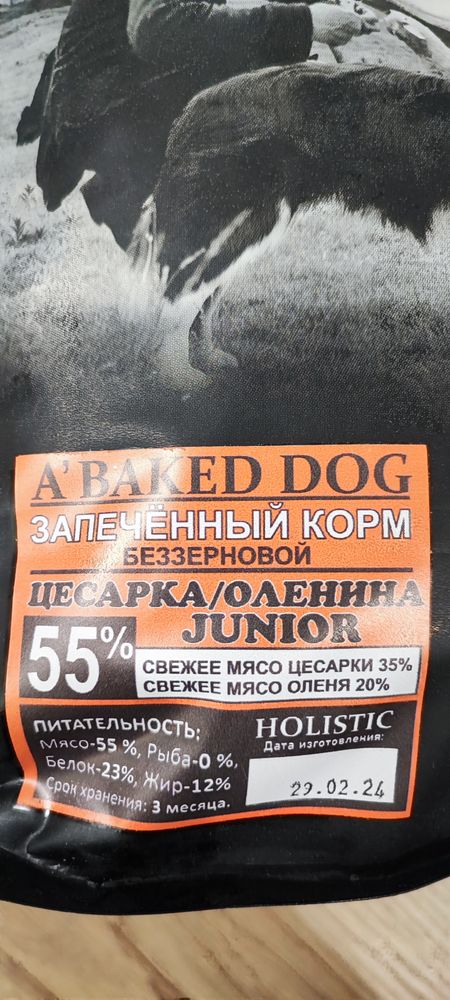 A'BAKED DOG
ЗАПЕЧЁННЫЙ КОРМ
БЕЗЗЕРНОВОЙ
ЦЕСАРКА/ОЛЕНИНА
JUNIOR
55%
СВЕЖЕЕ МЯСО ЦЕСАРКИ 35%
СВЕЖЕЕ МЯСО ОЛЕНЯ 20%
ПИТАТЕЛЬНОСТЬ:
Мясо-55 %, Рыба-0 %,
Белок-23%, Жир-12%
Срок хранения: 3 месяца.
HOLISTIC
Дата изготовления:
29.02.24